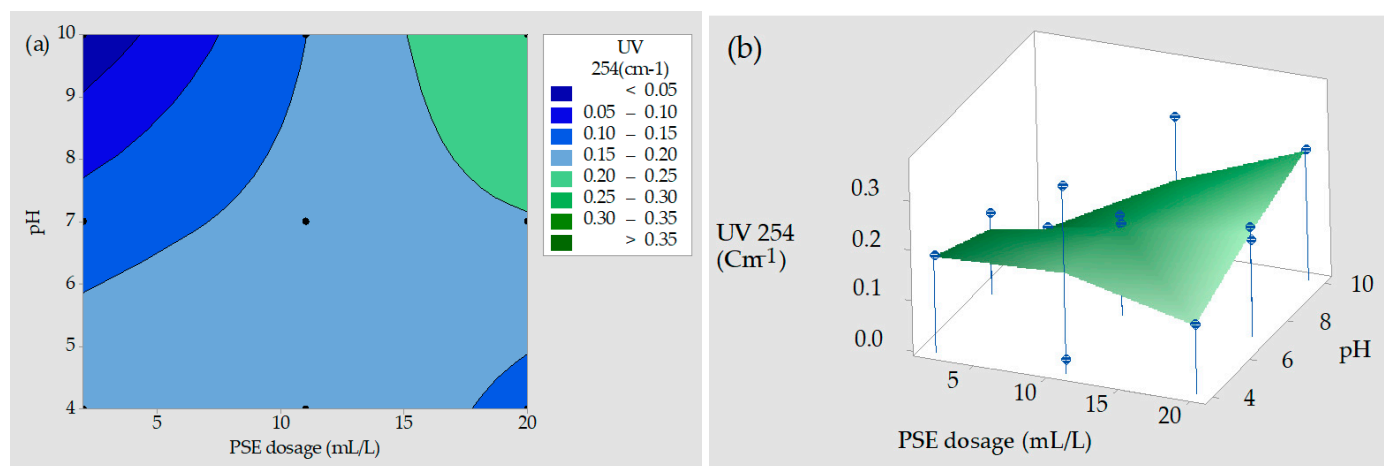 (a)
10
9
8
7
6
5
4
pH
5
10
15
20
PSE dosage (mL/L)
UV
254(cm-1)
< 0.05
0.05 – 0.10
0.10 – 0.15
0.15 – 0.20
0.20 – 0.25
0.25 – 0.30
0.30 – 0.35
> 0.35
(b)
0.3
0.2
0.1
0.0
UV 254
(Cm-1)
5
10
15
20
PSE dosage (mL/L)
4
6
8
10
pH